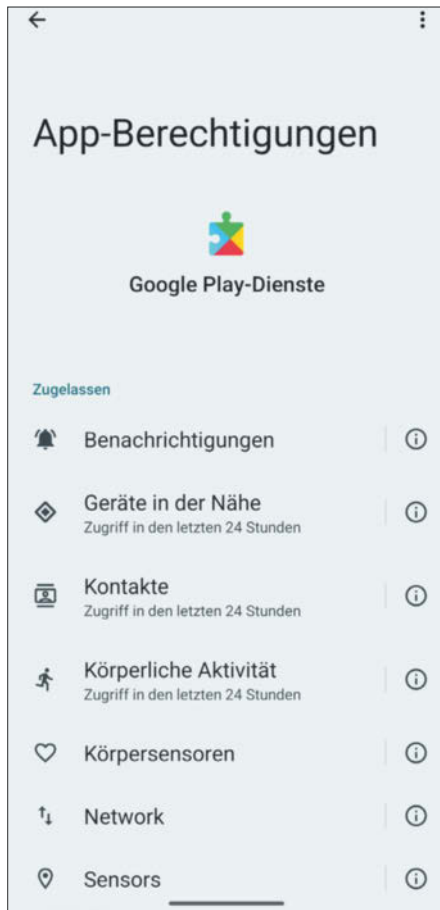 App-Berechtigungen
Google Play-Dienste
Zugelassen
Benachrichtigungen
Geräte in der Nähe
Zugriff in den letzten 24 Stunden
Kontakte
Zugriff in den letzten 24 Stunden
Körperliche Aktivität
Zugriff in den letzten 24 Stunden
Körpersensoren
Network
Sensors